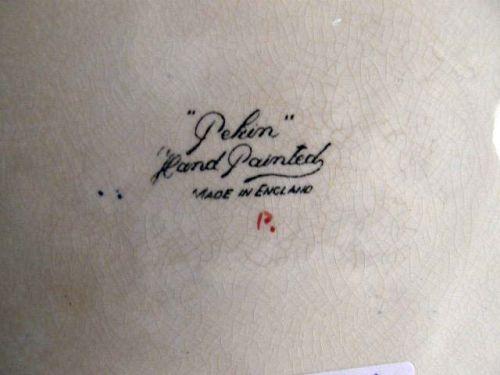 "Pekin"
Hand Painted
MADE IN ENGLAND
P.